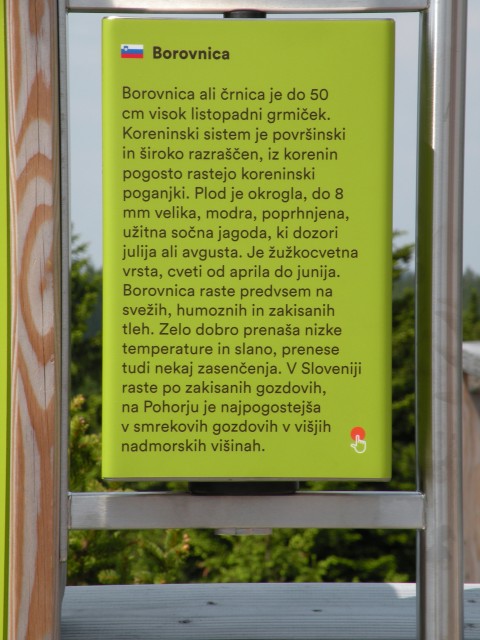 Borovnica
Borovnica ali črnica je do 50
cm visok listopadni grmiček.
Koreninski sistem je površinski
in široko razraščen, iz korenin
pogosto rastejo koreninski
poganjki. Plod je okrogla, do 8
mm velika, modra, poprhnjena,
užitna sočna jagoda, ki dozori
julija ali avgusta. Je žužkocvetna
vrsta, cveti od aprila do junija.
Borovnica raste predvsem na
svežih, humoznih in zakisanih
tleh. Zelo dobro prenaša nizke
temperature in slano, prenese
tudi nekaj zasenčenja. V Sloveniji
raste po zakisanih gozdovih,
na Pohorju je najpogostejša
v smrekovih gozdovih v višjih
nadmorskih višinah.